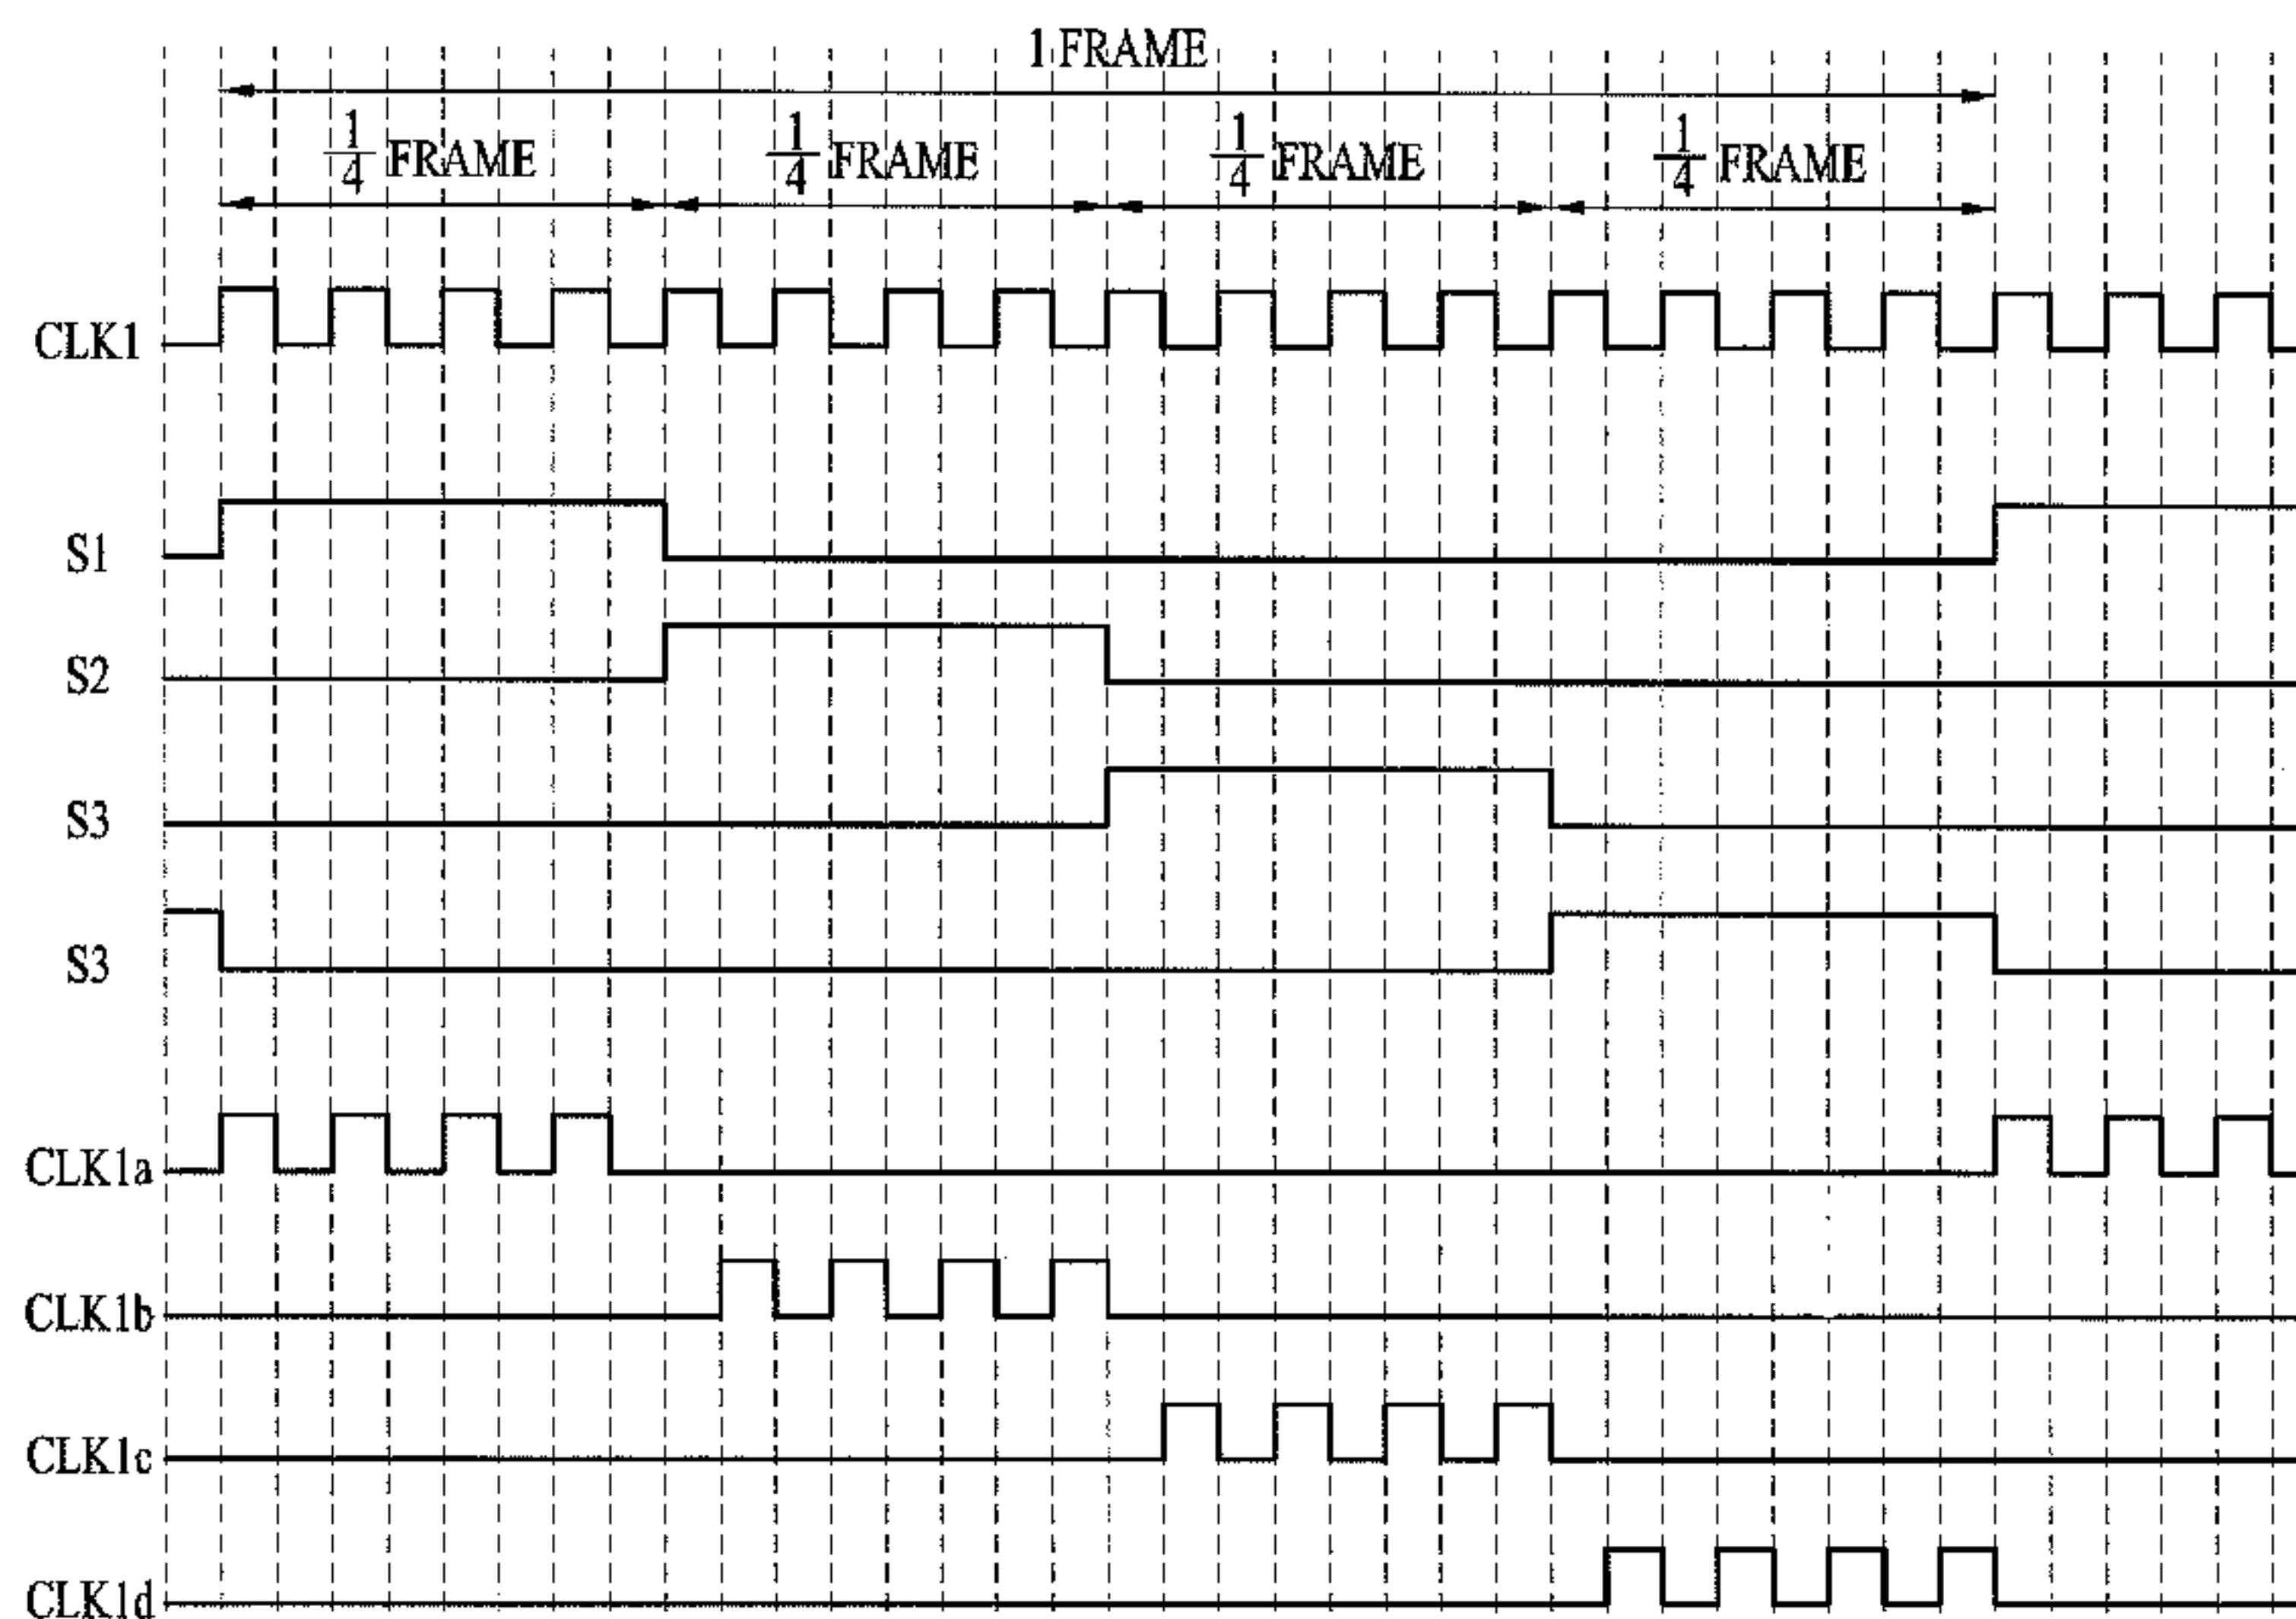 1 FRAME
1/4 FRAME 1/4 FRAME 1/4 FRAME 1/4 FRAME
CLK1
S1
S2
S3
S3
CLK1a
CLK1b
CLK1c
CLK1d